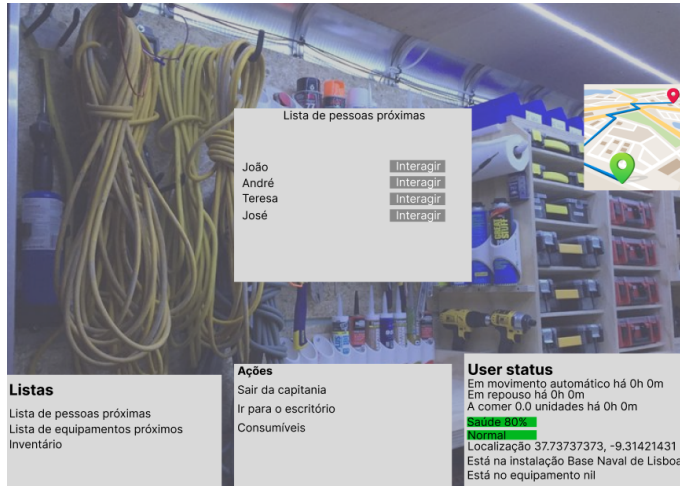 Lista de pessoas próximas
João Interagir
André Interagir
Teresa Interagir
José Interagir
Listas
Lista de pessoas próximas
Lista de equipamentos próximos
Inventário
Ações
Sair da capitania
Ir para o escritório
Consumíveis
User status
Em movimento automático há 0h 0m
Em repouso há 0h 0m
A comer 0.0 unidades há 0h 0m
Saúde 80%
Normal
Localização 37.73737373, -9.31421431
Está na instalação Base Naval de Lisboa
Está no equipamento nil